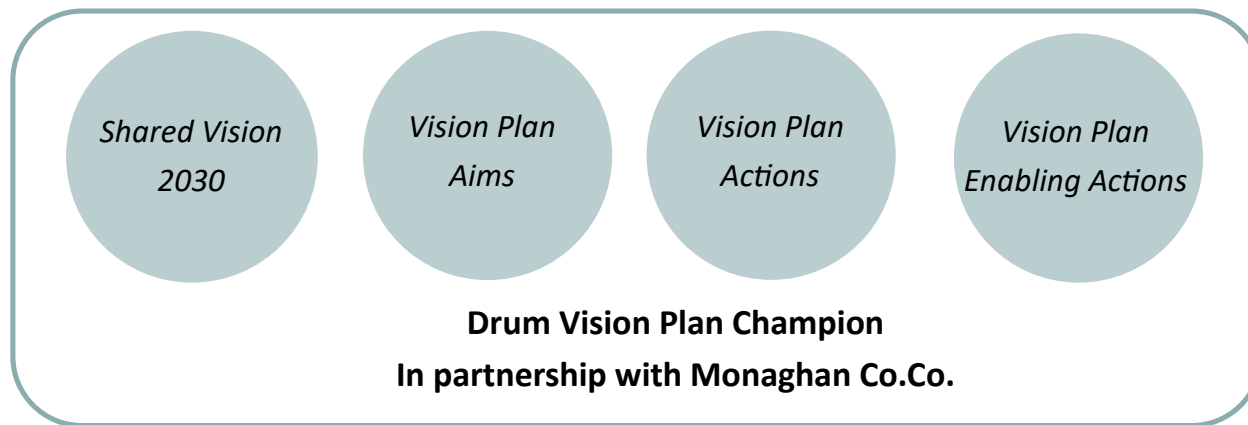 Shared Vision
2030
Vision Plan
Aims
Vision Plan
Actions
Vision Plan
Enabling Actions
Drum Vision Plan Champion
In partnership with Monaghan Co.Co.